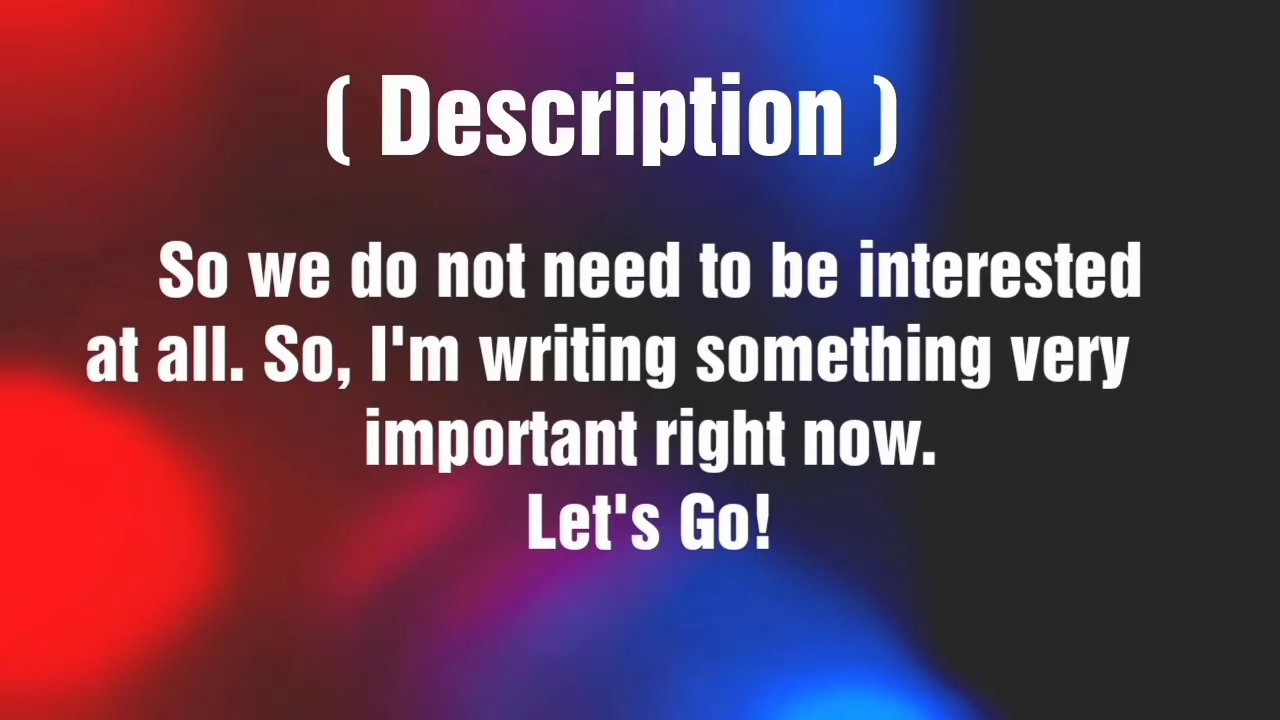 ( Description )
So we do not need to be interested
at all. So, I'm writing something very
important right now.
Let's Go!